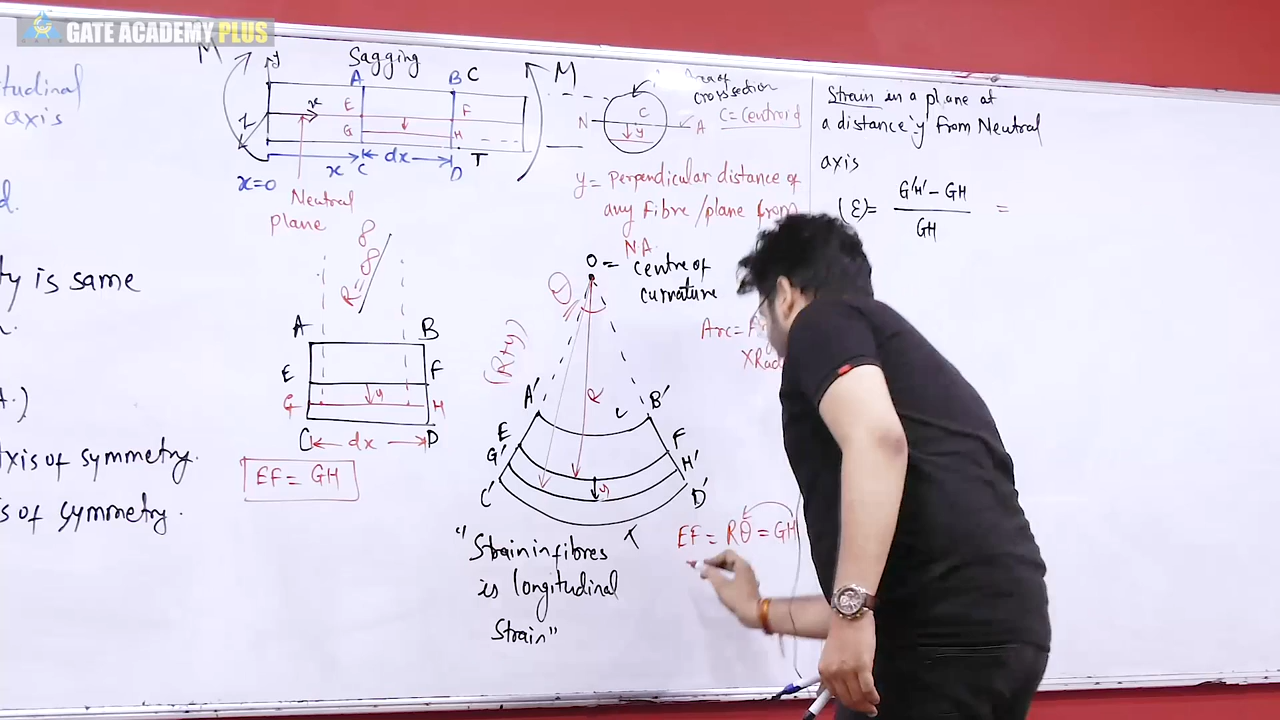 GATE ACADEMY PLUS
tudinal
axis
d.
ty is same
n.
A.)
axis of symmetry.
s of symmetry.
M
y
Sagging
A
B C
M
x
E
F
G
H
z
x
C
dx
D
T
x=0
Neutral
plane
N
C
y
A
Area of
cross section
C = Centroid
y = Perpendicular distance of
any Fibre / plane from
N.A.
R = ∞
A
B
E
F
G
y
H
C
dx
D
EF = GH
O = centre of
curvature
θ
(R+y)
R
Arc =
A'
C
B'
E
F
G'
H'
y
C'
D'
T
"Strain in fibres
is longitudinal
Strain"
EF = Rθ = GH
Strain in a plane at
a distance 'y' From Neutral
axis
(ε) = G'H' - GH / GH =